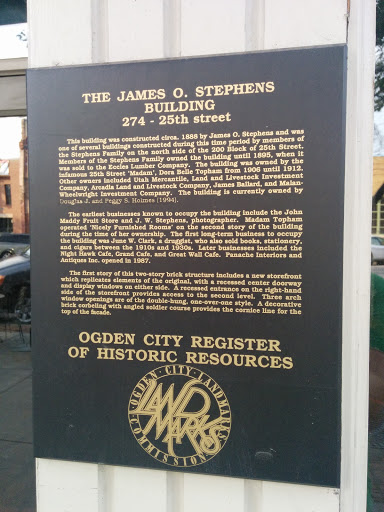 THE JAMES O. STEPHENS
BUILDING
274 - 25th street
This building was constructed circa. 1888 by James O. Stephens and was
one of several buildings constructed during this time period by members of
the Stephens Family on the north side of the 200 Block of 25th Street.
Members of the Stephens Family owned the building until 1895, when it
was sold to the Eccles Lumber Company. The building was owned by the
infamous 25th Street 'Madam', Dora Belle Topham from 1906 until 1912.
Other owners included Utah Mercantile, Land and Livestock Investment
Company, Arcadia Land and Livestock Company, James Ballard, and Malan-
Wheelwright Investment Company. The building is currently owned by
Douglas J. and Peggy S. Holmes (1994).
The earliest businesses known to occupy the building include the John
Maddy Fruit Store and J. W. Stephens, photographer. Madam Topham
operated 'Nicely Furnished Rooms' on the second story of the building
during the time of her ownership. The first long-term business to occupy
the building was June W. Clark, a druggist, who also sold books, stationery,
and cigars between the 1910s and 1930s. Later businesses included the
Night Hawk Cafe, Grand Cafe, and Great Wall Cafe. Panache Interiors and
Antiques Inc. opened in 1987.
The first story of this two-story brick structure includes a new storefront
which replicates elements of the original, with a recessed center doorway
and display windows on either side. A recessed entrance on the right-hand
side of the storefront provides access to the second level. Three arch
window openings are of the double-hung, one-over-one style. A decorative
brick corbeling with angled soldier course provides the cornice line for the
top of the facade.
OGDEN CITY REGISTER
OF HISTORIC RESOURCES
OGDEN · CITY · LANDMARKS
LAND
MARKS
COMMISSION